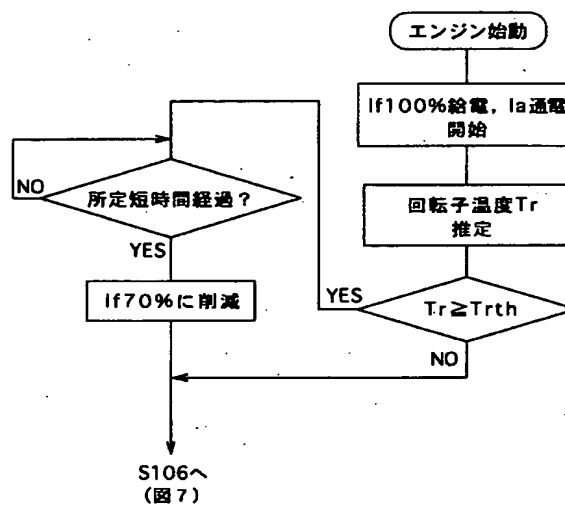 エンジン始動
If100%給電，Ia通電
開始
回転子温度Tr
推定
Tr≧Trth
YES
NO
所定短時間経過？
NO
YES
If70%に削減
S106へ
(図7)